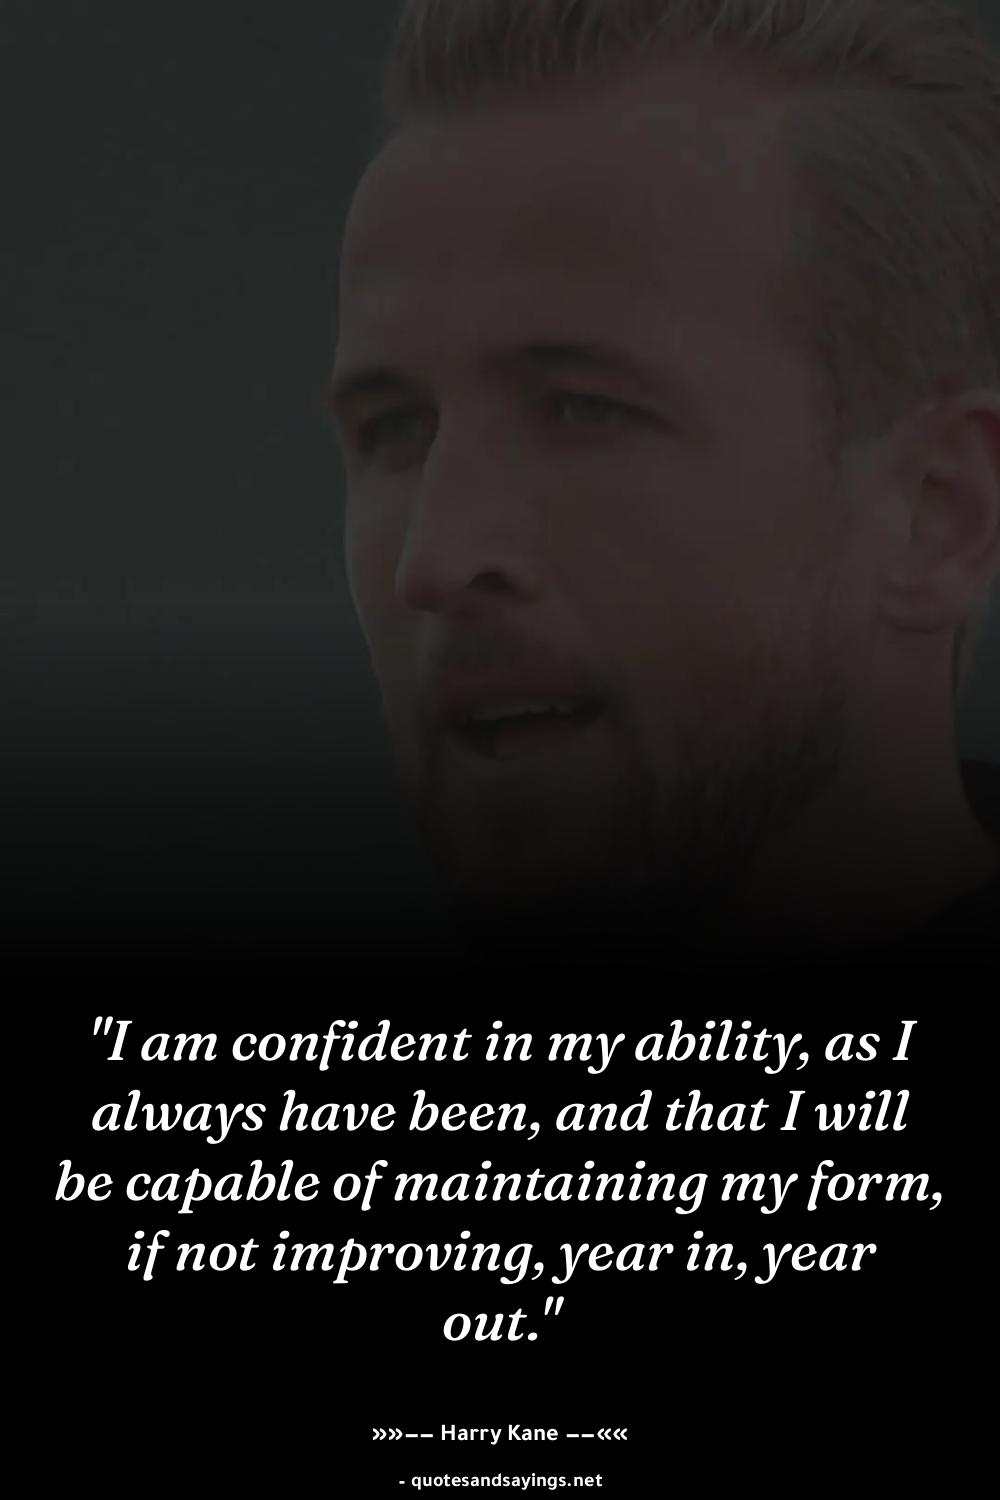 "I am confident in my ability, as I
always have been, and that I will
be capable of maintaining my form,
if not improving, year in, year
out."
»»–– Harry Kane ––««
- quotesandsayings.net